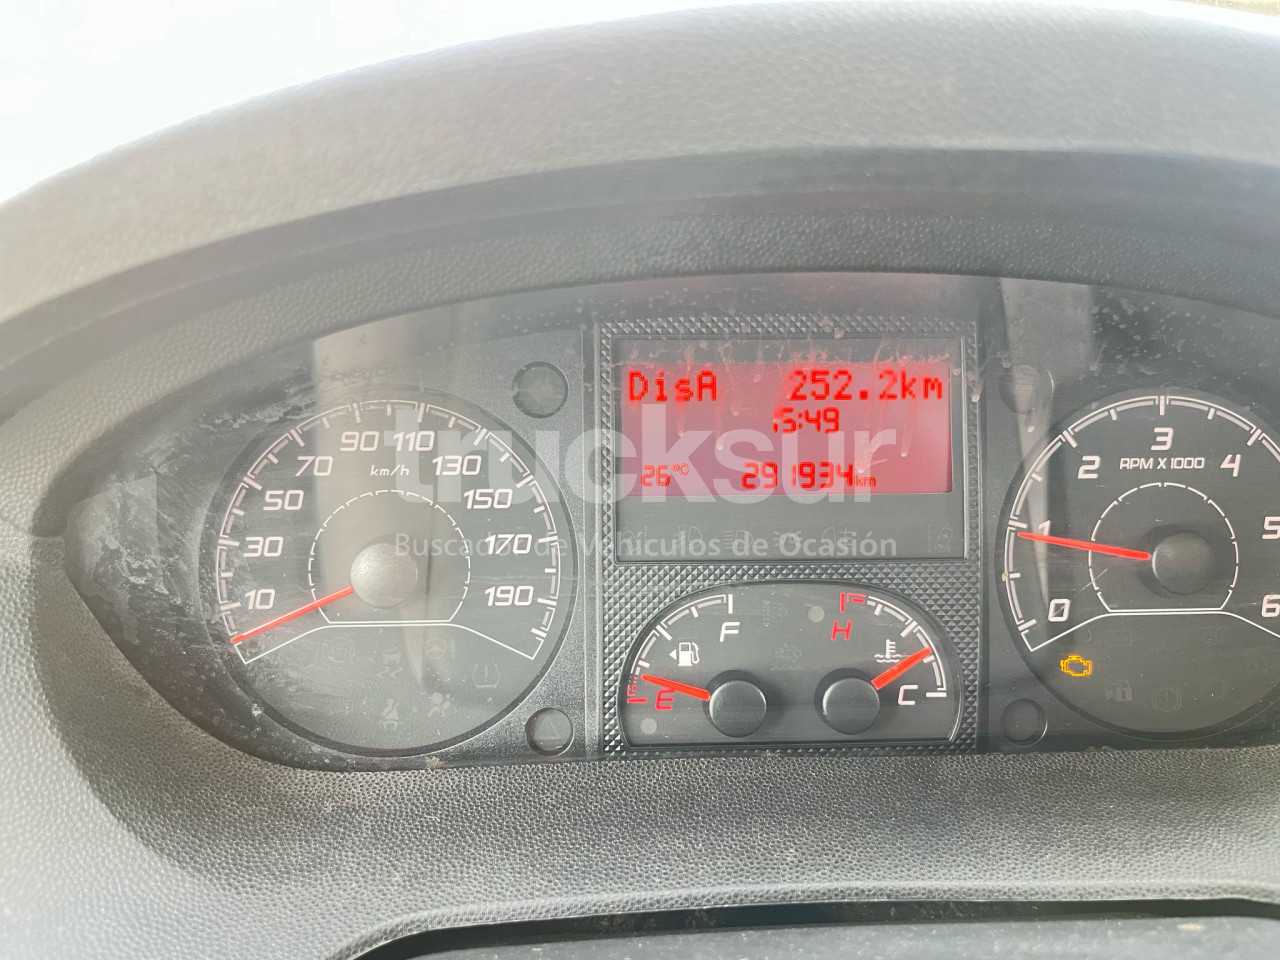 DisA 252.2km
15:49
26 °C 291934km
trucksur
Buscador de Vehículos de Ocasión
10 30 50 70 90 110 130 150 170 190
km/h
F
E
F
H
C
0 1 2 3 4 5 6
RPM X 1000